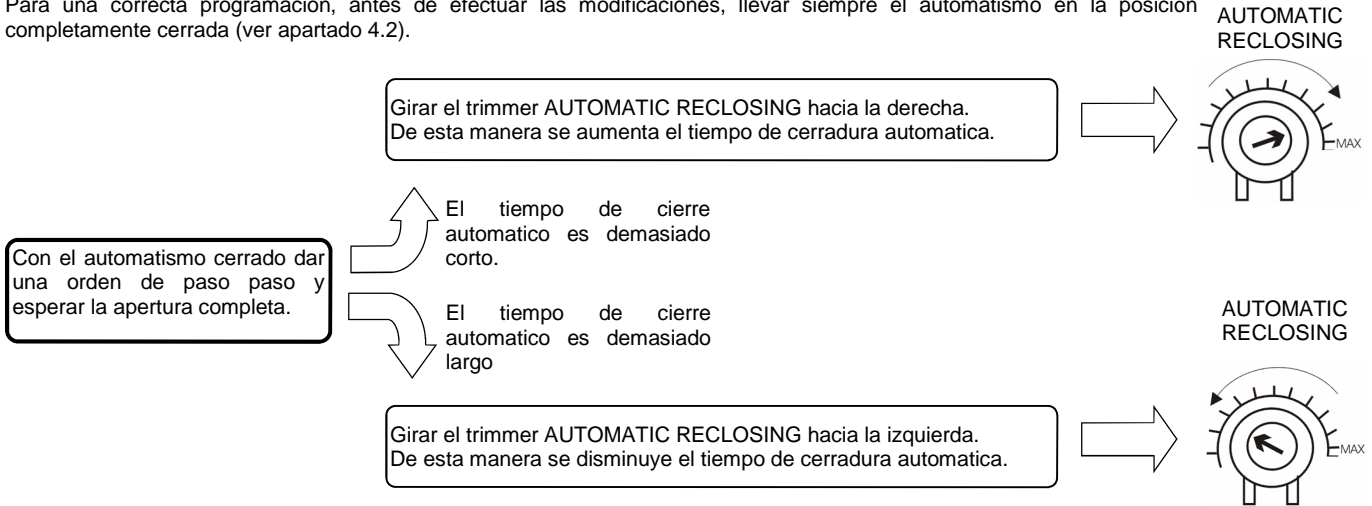 Para una correcta programación, antes de efectuar las modificaciones, llevar siempre el automatismo en la posición
completamente cerrada (ver apartado 4.2).
AUTOMATIC
RECLOSING
Girar el trimmer AUTOMATIC RECLOSING hacia la derecha.
De esta manera se aumenta el tiempo de cerradura automatica.
MAX
El tiempo de cierre
automatico es demasiado
corto.
Con el automatismo cerrado dar
una orden de paso paso y
esperar la apertura completa.
El tiempo de cierre
automatico es demasiado
largo
AUTOMATIC
RECLOSING
Girar el trimmer AUTOMATIC RECLOSING hacia la izquierda.
De esta manera se disminuye el tiempo de cerradura automatica.
MAX